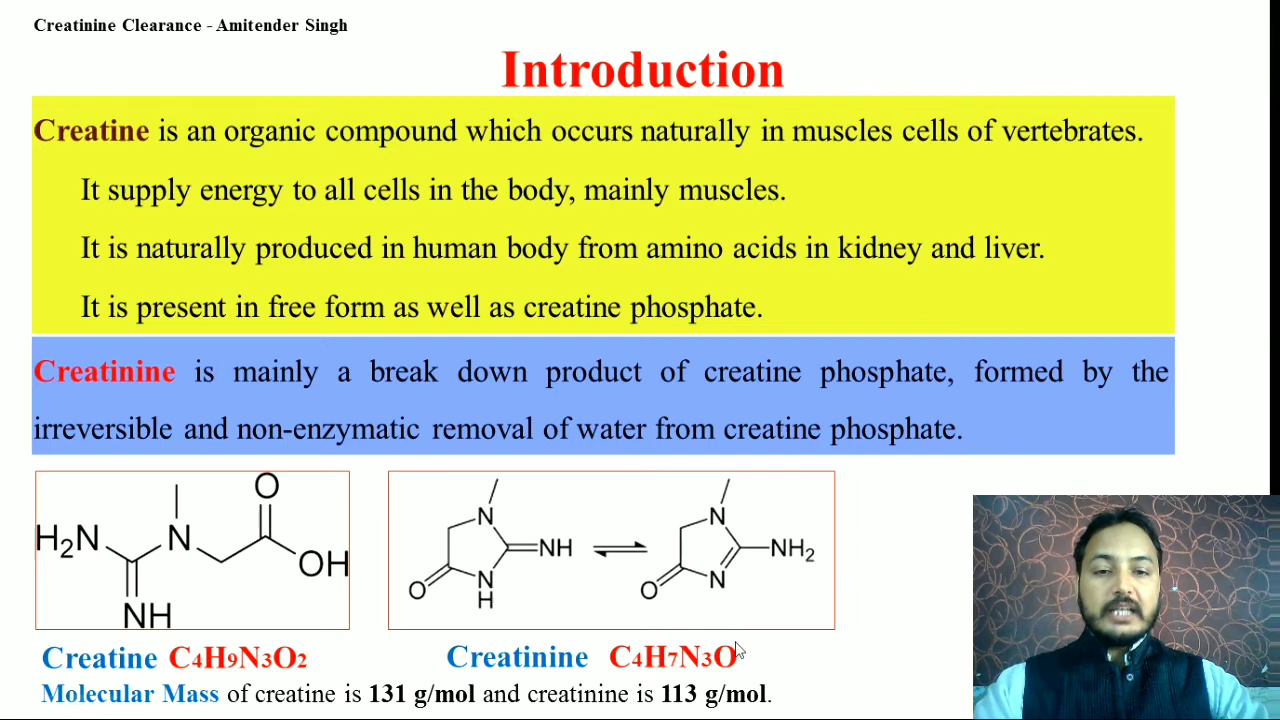 Creatinine Clearance - Amitender Singh
Introduction
Creatine is an organic compound which occurs naturally in muscles cells of vertebrates.
It supply energy to all cells in the body, mainly muscles.
It is naturally produced in human body from amino acids in kidney and liver.
It is present in free form as well as creatine phosphate.
Creatinine is mainly a break down product of creatine phosphate, formed by the
irreversible and non-enzymatic removal of water from creatine phosphate.
O
H₂N
N
OH
NH
N
NH
O
N
H
N
NH₂
O
N
Creatine C₄H₉N₃O₂
Creatinine C₄H₇N₃O
Molecular Mass of creatine is 131 g/mol and creatinine is 113 g/mol.